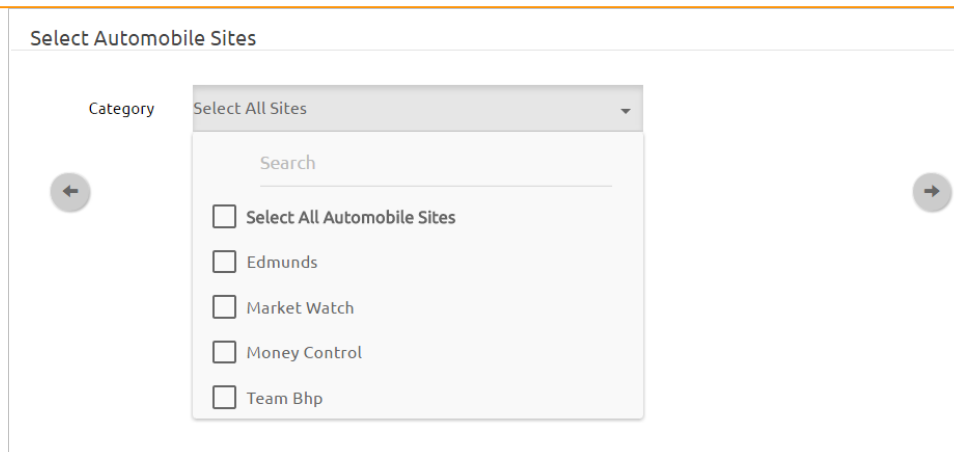 Select Automobile Sites
Category
Select All Sites
Search
Select All Automobile Sites
Edmunds
Market Watch
Money Control
Team Bhp